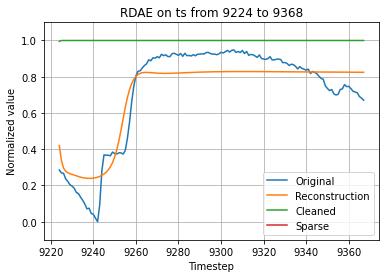 RDAE on ts from 9224 to 9368
Normalized value
1.0
0.8
0.6
0.4
0.2
0.0
Original
Reconstruction
Cleaned
Sparse
9220 9240 9260 9280 9300 9320 9340 9360
Timestep